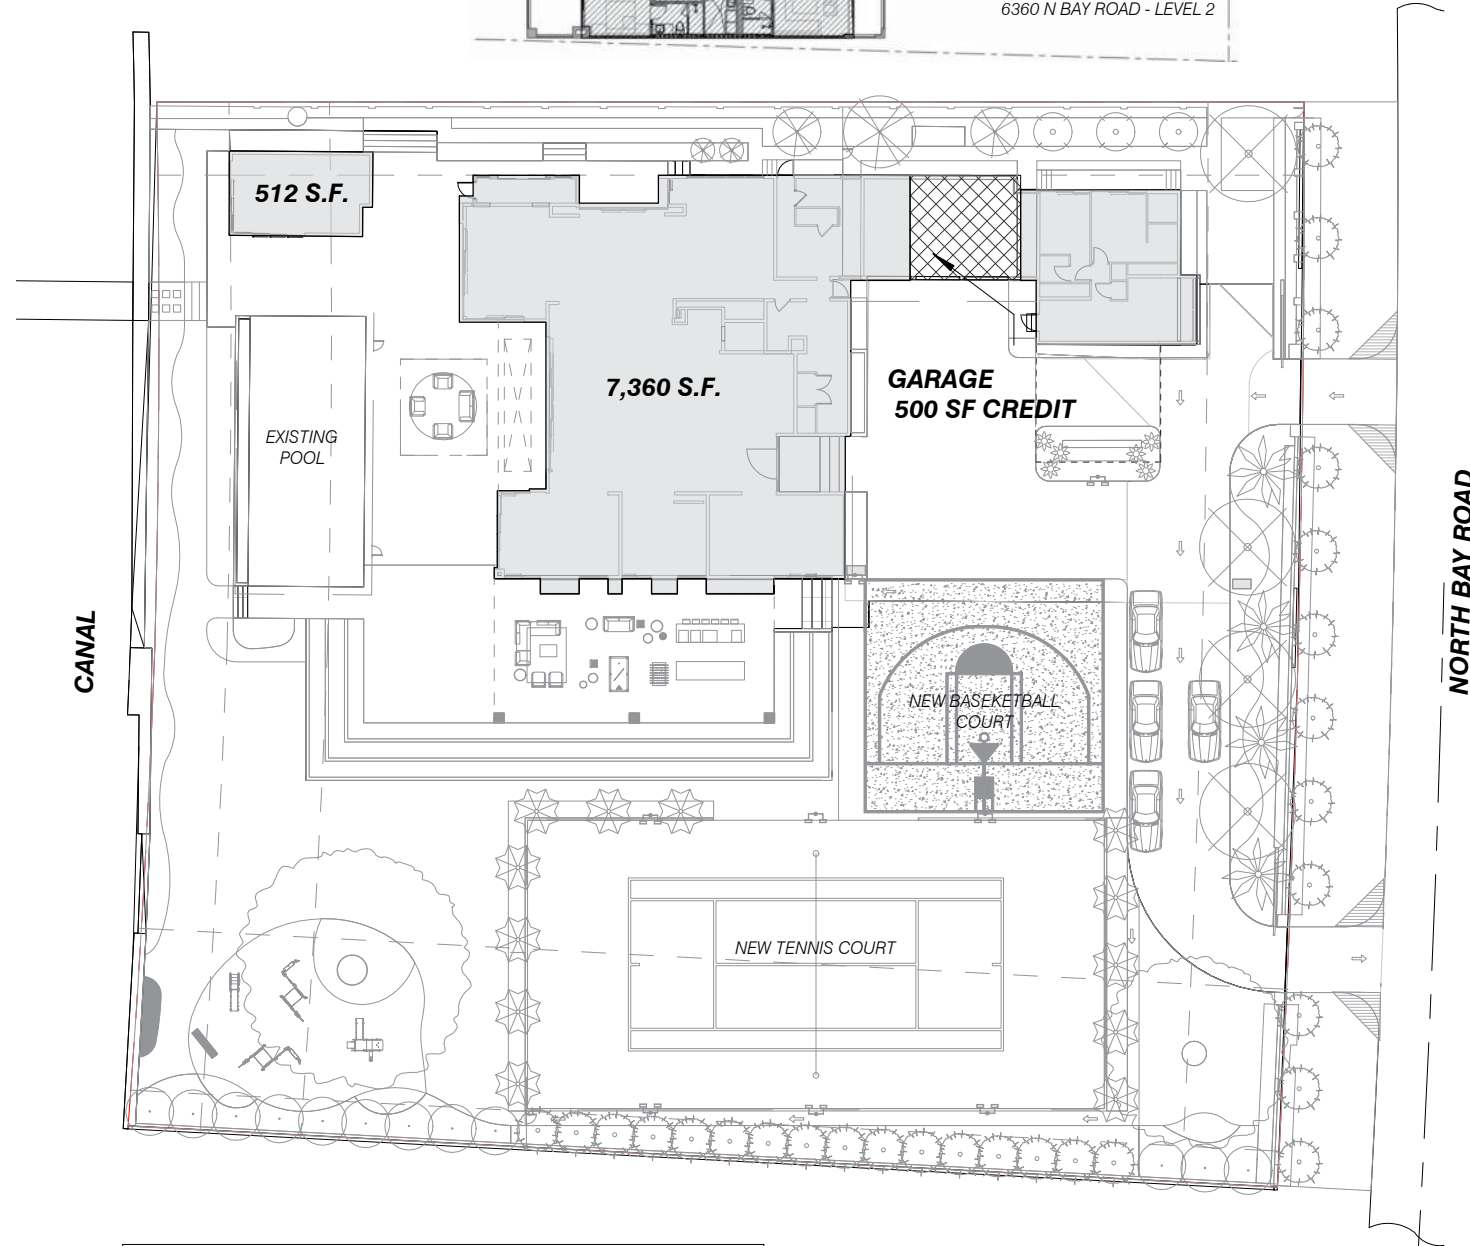 6360 N BAY ROAD - LEVEL 2
512 S.F.
7,360 S.F.
GARAGE
500 SF CREDIT
EXISTING
POOL
CANAL
NORTH BAY ROAD
NEW BASEKETBALL
COURT
NEW TENNIS COURT